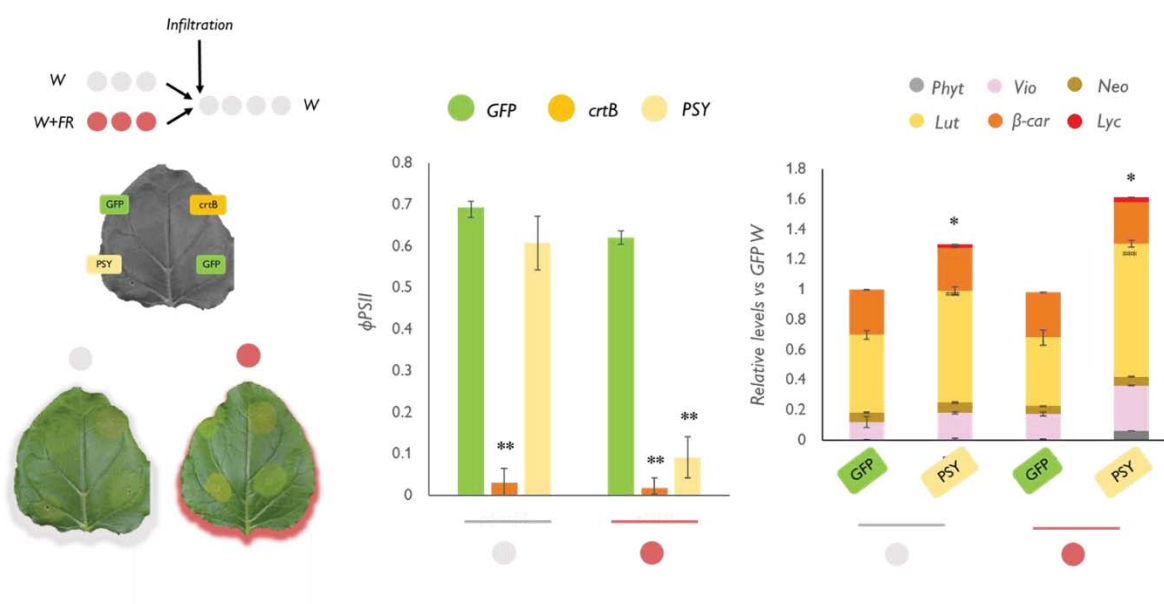 Infiltration
W
W+FR
W
GFP
crtB
PSY
GFP
GFP crtB PSY
ϕPSII
0.8
0.7
0.6
0.5
0.4
0.3
0.2
0.1
0
**
**
**
Phyt Vio Neo
Lut β-car Lyc
Relative levels vs GFP W
1.8
1.6
1.4
1.2
1
0.8
0.6
0.4
0.2
0
*
*
GFP
PSY
GFP
PSY